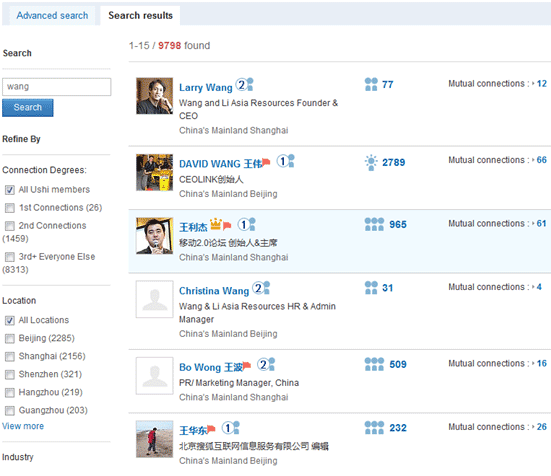 Advanced search
Search results
Search
wang
Search
Refine By
Connection Degrees:
All Ushi members
1st Connections (26)
2nd Connections
(1459)
3rd+ Everyone Else
(8313)
Location
All Locations
Beijing (2285)
Shanghai (2156)
Shenzhen (321)
Hangzhou (219)
Guangzhou (203)
View more
Industry
1-15 / 9798 found
Larry Wang 2
77
Mutual connections : 12
Wang and Li Asia Resources Founder &
CEO
China's Mainland Shanghai
DAVID WANG 王伟 1
2789
Mutual connections : 66
CEOLINK创始人
China's Mainland Beijing
王利杰 1
965
Mutual connections : 61
移动2.0论坛 创始人&主席
China's Mainland Shanghai
Christina Wang 2
31
Mutual connections : 4
Wang & Li Asia Resources HR & Admin
Manager
China's Mainland Beijing
Bo Wong 王波 2
509
Mutual connections : 16
PR/ Marketing Manager, China
China's Mainland Shanghai
王华东 1
232
Mutual connections : 26
北京搜狐互联网信息服务有限公司 编辑
China's Mainland Beijing